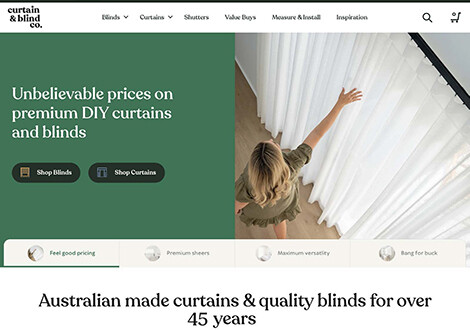 curtain
& blind
co.
Blinds
Curtains
Shutters
Value Buys
Measure & Install
Inspiration
0
Unbelievable prices on
premium DIY curtains
and blinds
Shop Blinds
Shop Curtains
Feel good pricing
Premium sheers
Maximum versatity
Bang for buck
Australian made curtains & quality blinds for over
45 years